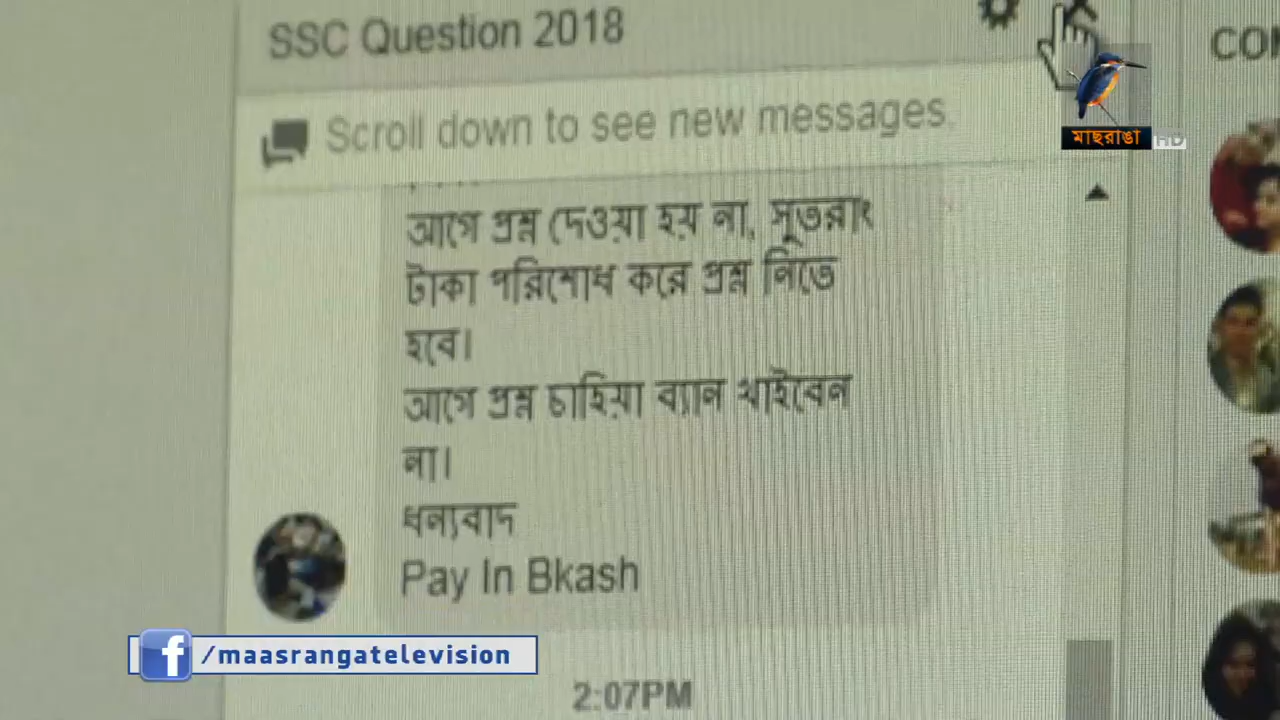 SSC Question 2018
Scroll down to see new messages.
আগে প্রশ্ন দেওয়া হয় না, সুতরাং
টাকা পরিশোধ করে প্রশ্ন নিতে
হবে।
আগে প্রশ্ন চাহিয়া ব্যান খাইবেন
না।
ধন্যবাদ
Pay In Bkash
2:07PM
মাছরাঙা HD
f /maasrangatelevision